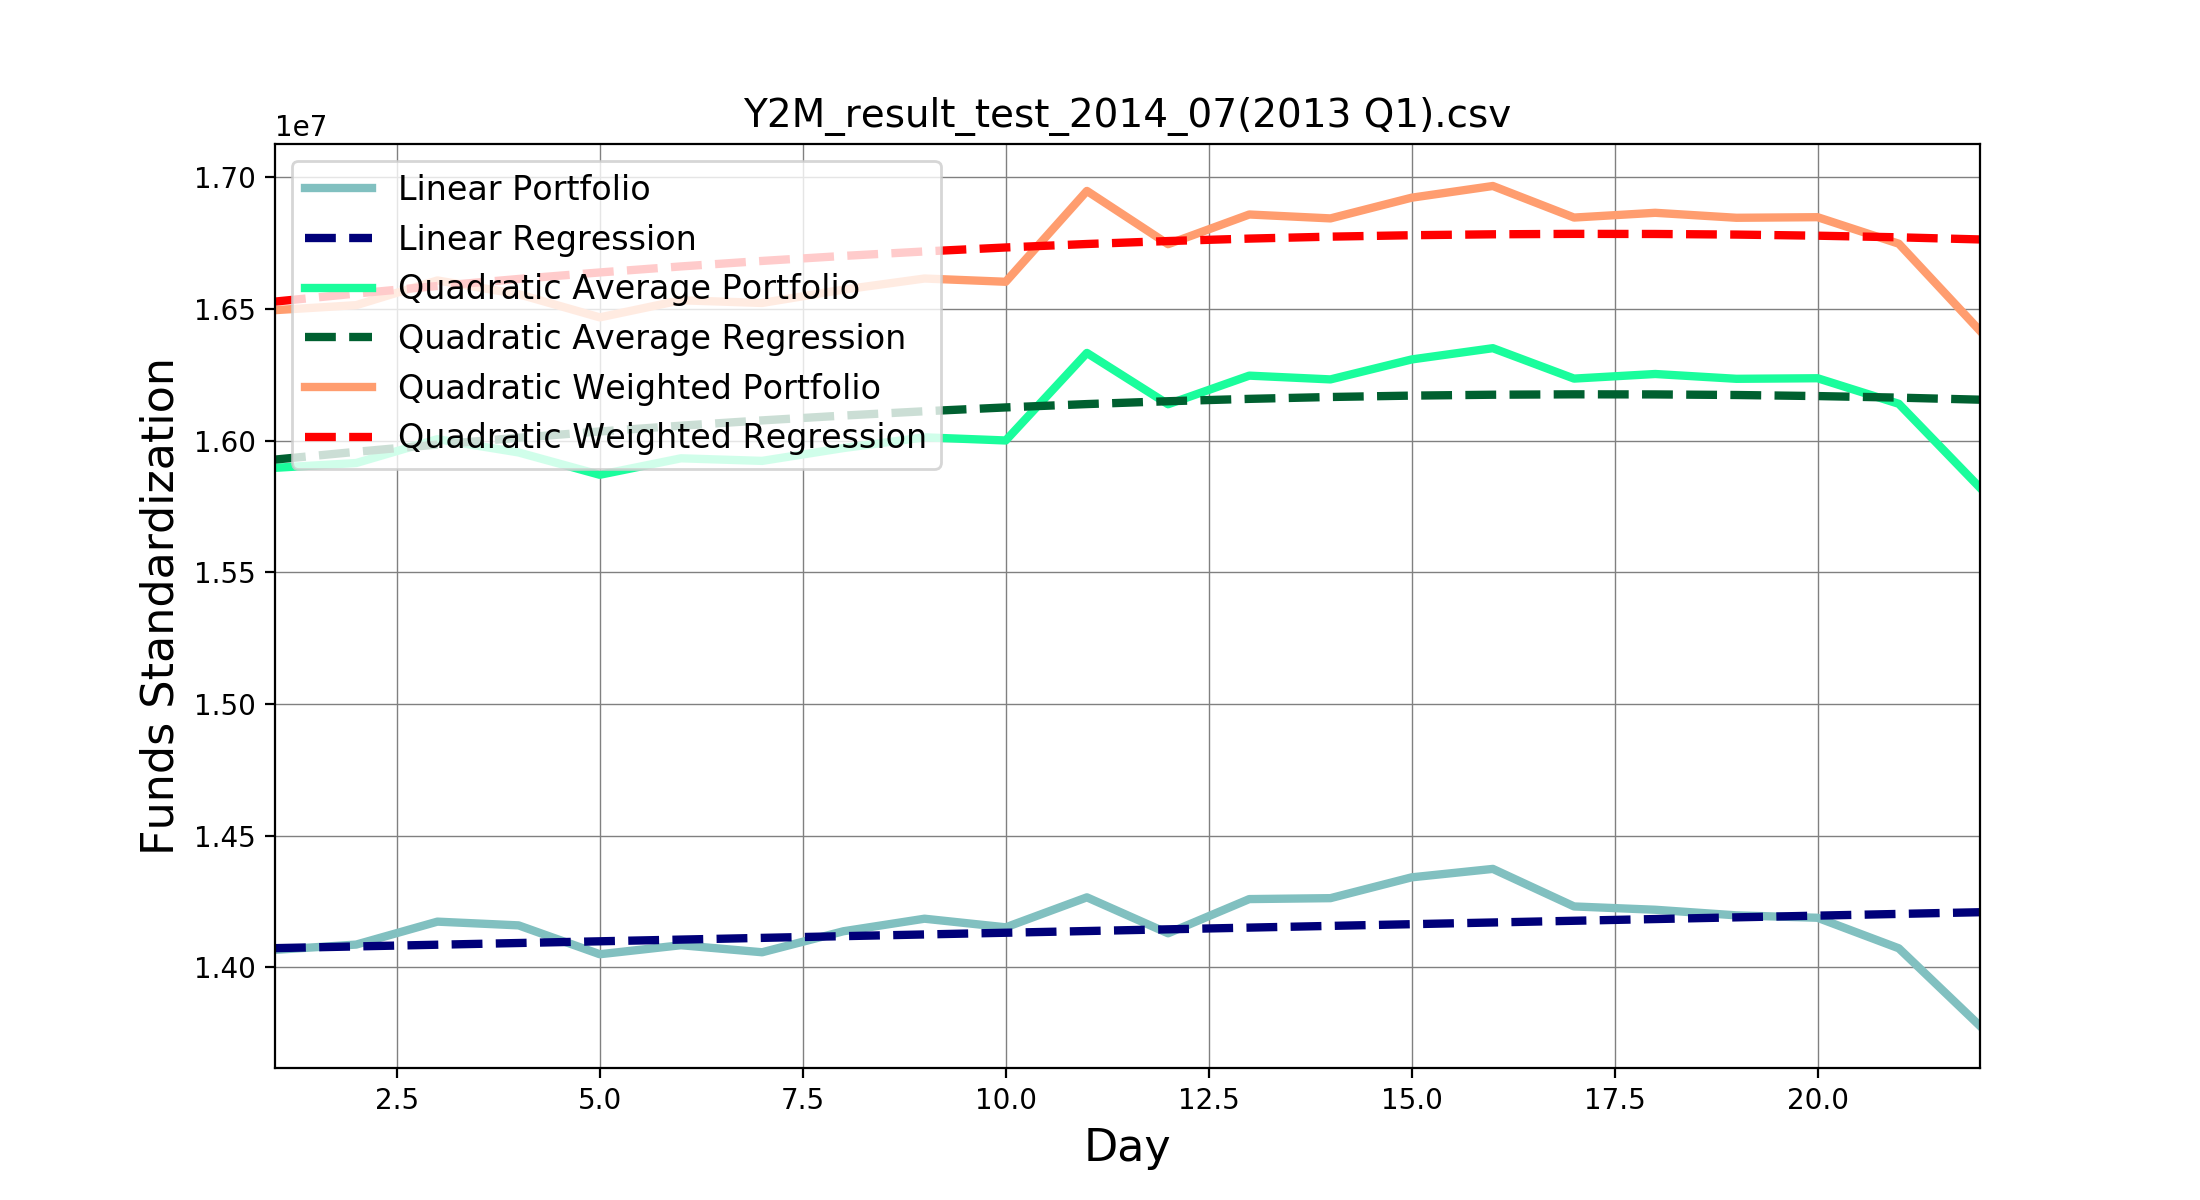 Y2M_result_test_2014_07(2013 Q1).csv
1e7
1.70
1.65
1.60
1.55
1.50
1.45
1.40
Funds Standardization
Linear Portfolio
Linear Regression
Quadratic Average Portfolio
Quadratic Average Regression
Quadratic Weighted Portfolio
Quadratic Weighted Regression
2.5 5.0 7.5 10.0 12.5 15.0 17.5 20.0
Day